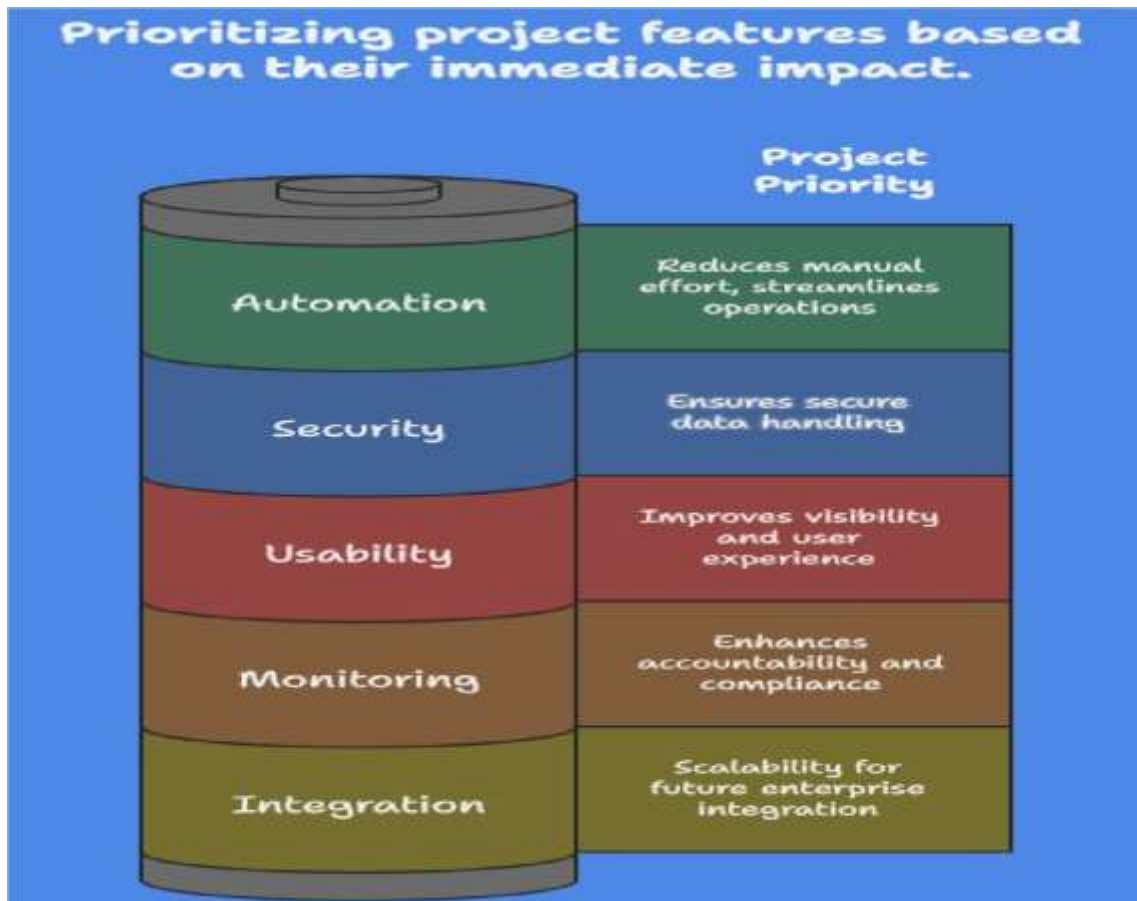 Prioritizing project features based
on their immediate impact.
Project
Priority
Automation
Reduces manual
effort, streamlines
operations
Security
Ensures secure
data handling
Usability
Improves visibility
and user
experience
Monitoring
Enhances
accountability and
compliance
Integration
Scalability for
future enterprise
integration